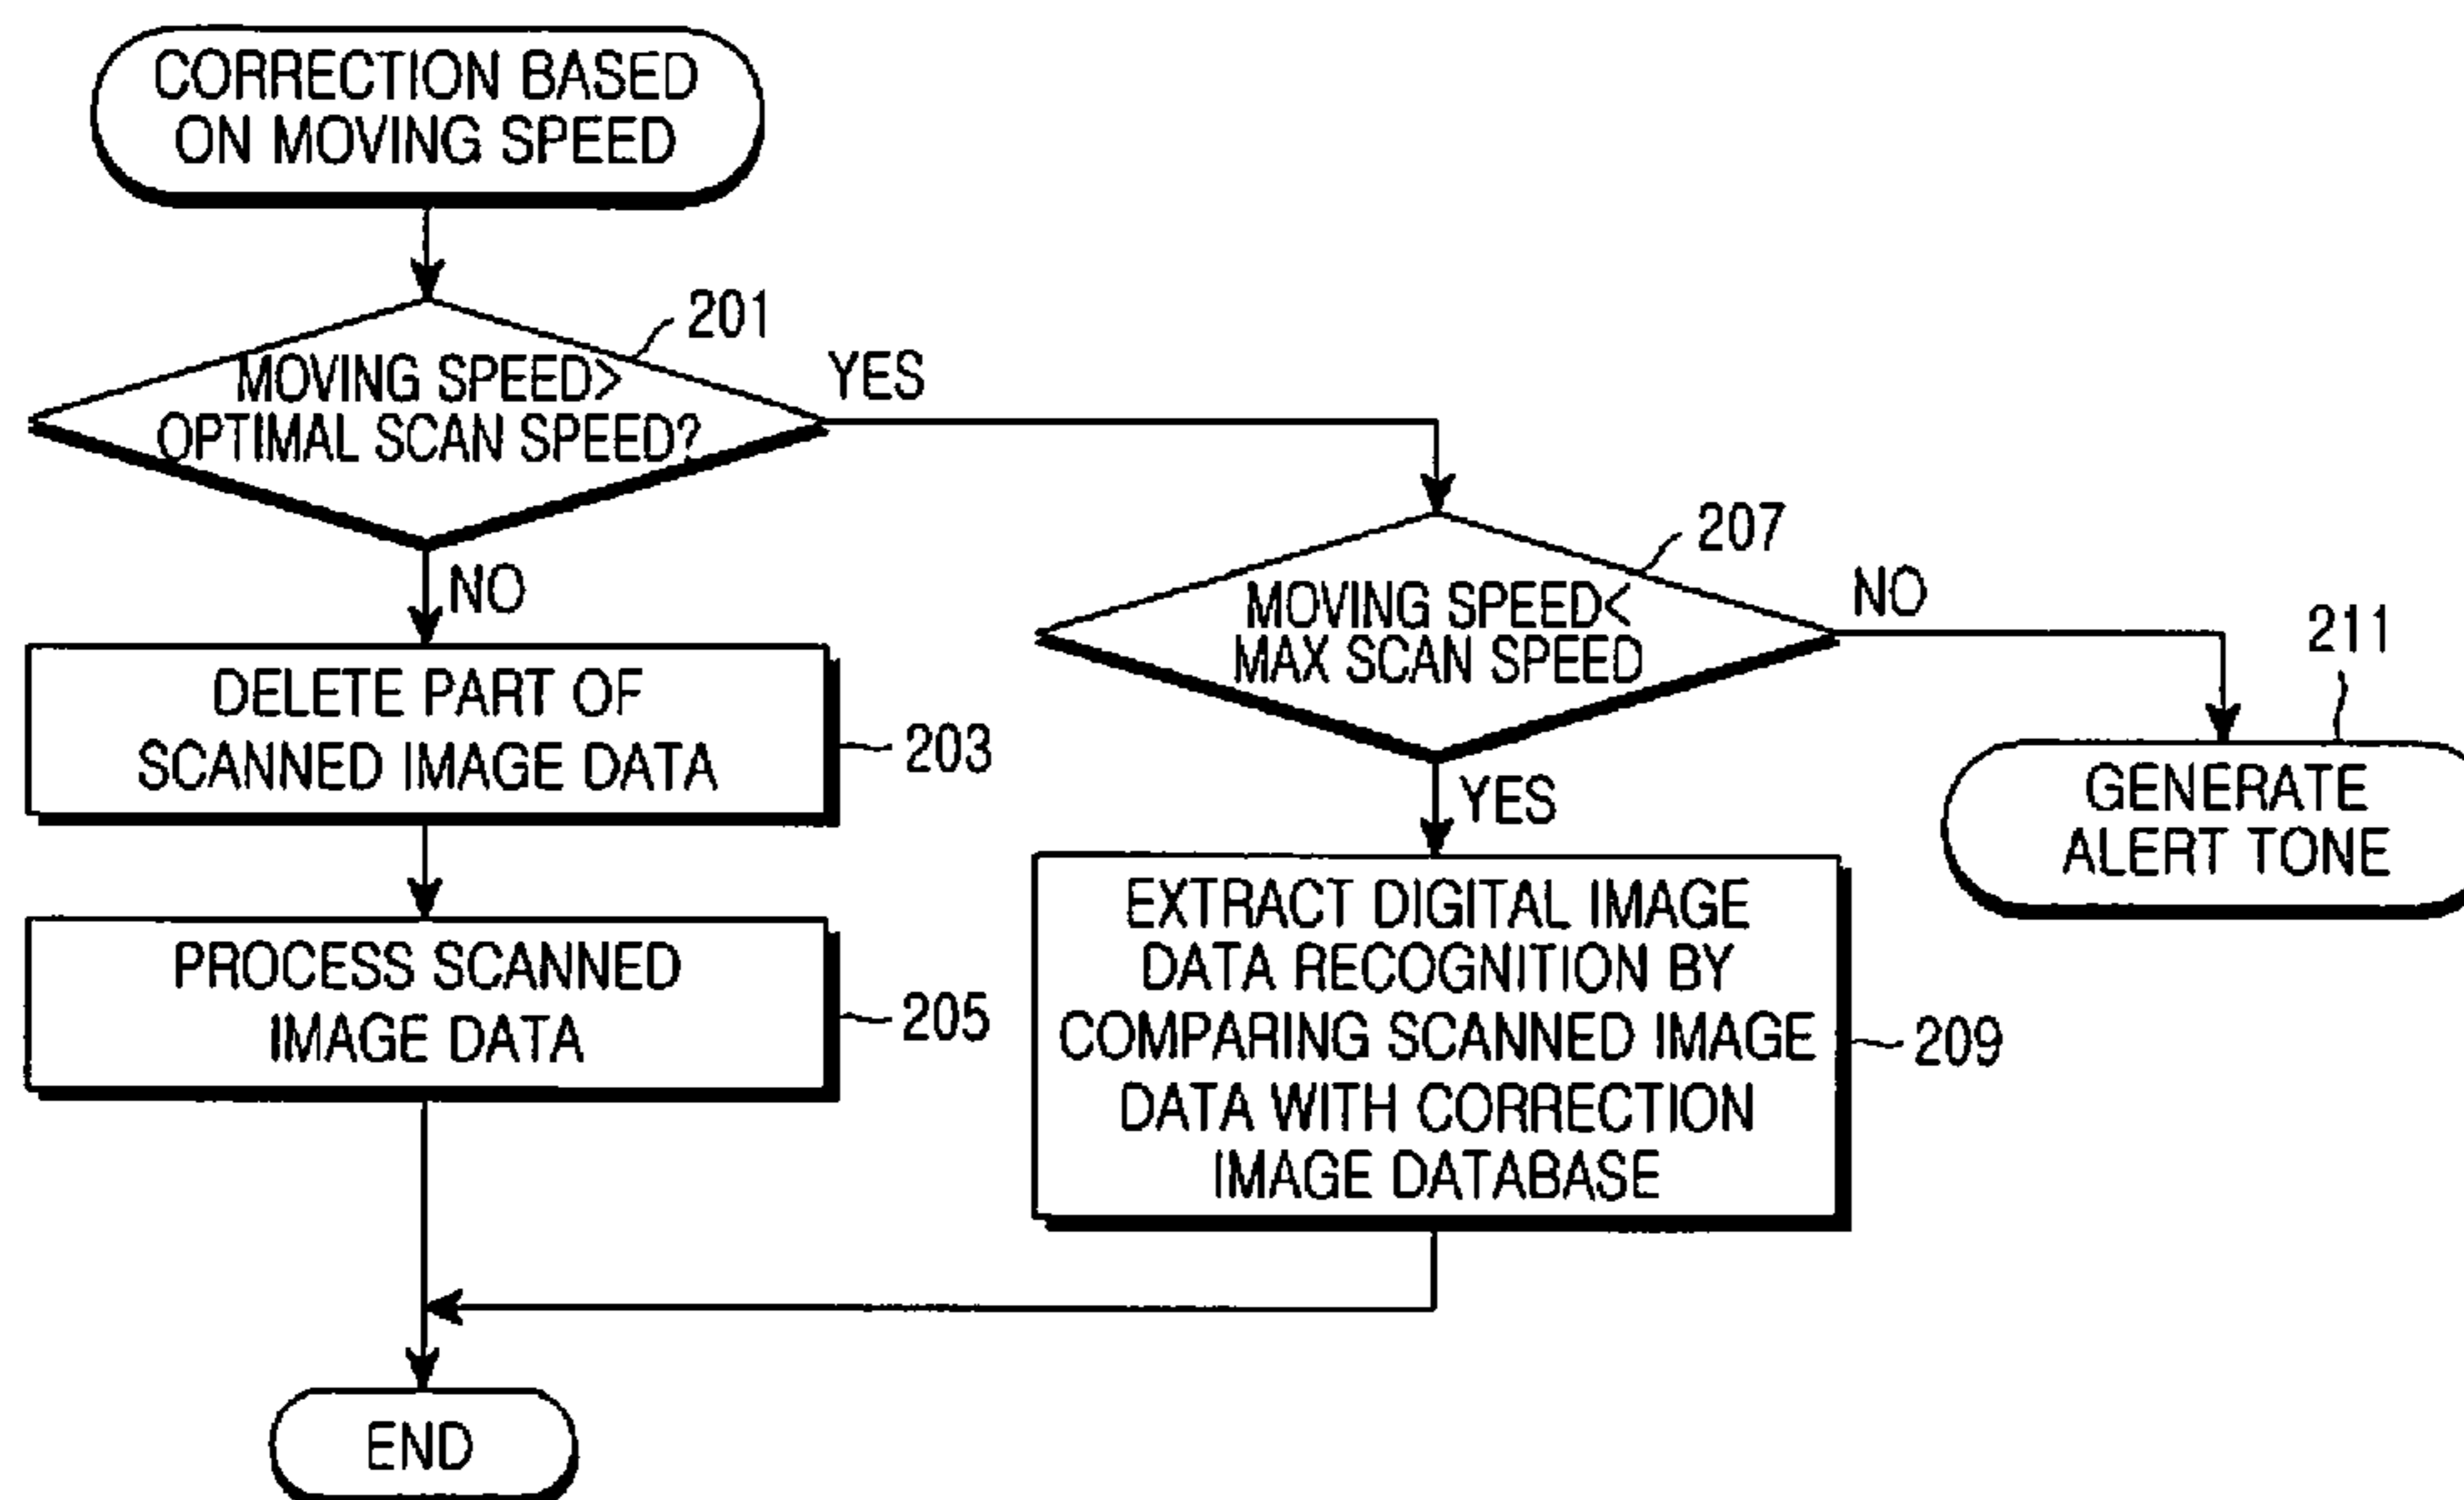 CORRECTION BASED
ON MOVING SPEED
201
MOVING SPEED>
OPTIMAL SCAN SPEED?
YES
NO
DELETE PART OF
SCANNED IMAGE DATA
203
PROCESS SCANNED
IMAGE DATA
205
207
MOVING SPEED<
MAX SCAN SPEED
NO
YES
211
GENERATE
ALERT TONE
EXTRACT DIGITAL IMAGE
DATA RECOGNITION BY
COMPARING SCANNED IMAGE
DATA WITH CORRECTION
IMAGE DATABASE
209
END